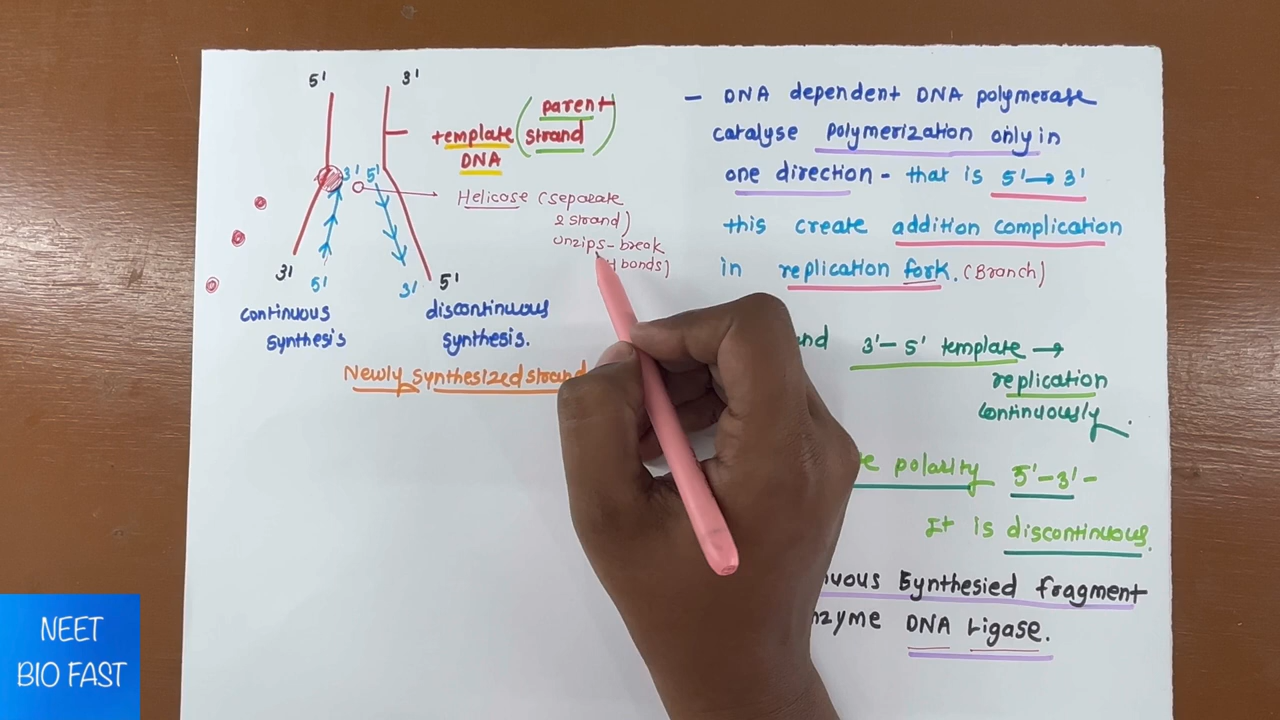 5' 3'
template (parent
strand)
DNA
3' 5'
Helicase (separate
2 strand)
unzips - break
H bonds)
3' 5'
5' 3'
continuous
synthesis
discontinuous
synthesis.
Newly synthesized strand
- DNA dependent DNA polymerase
catalyse polymerization only in
one direction - that is 5' → 3'
this create addition complication
in replication fork. (Branch)
3' - 5' template →
replication
continuously.
polarity 5' - 3' -
It is discontinuous.
Synthesied fragment
DNA Ligase.
NEET
BIO FAST